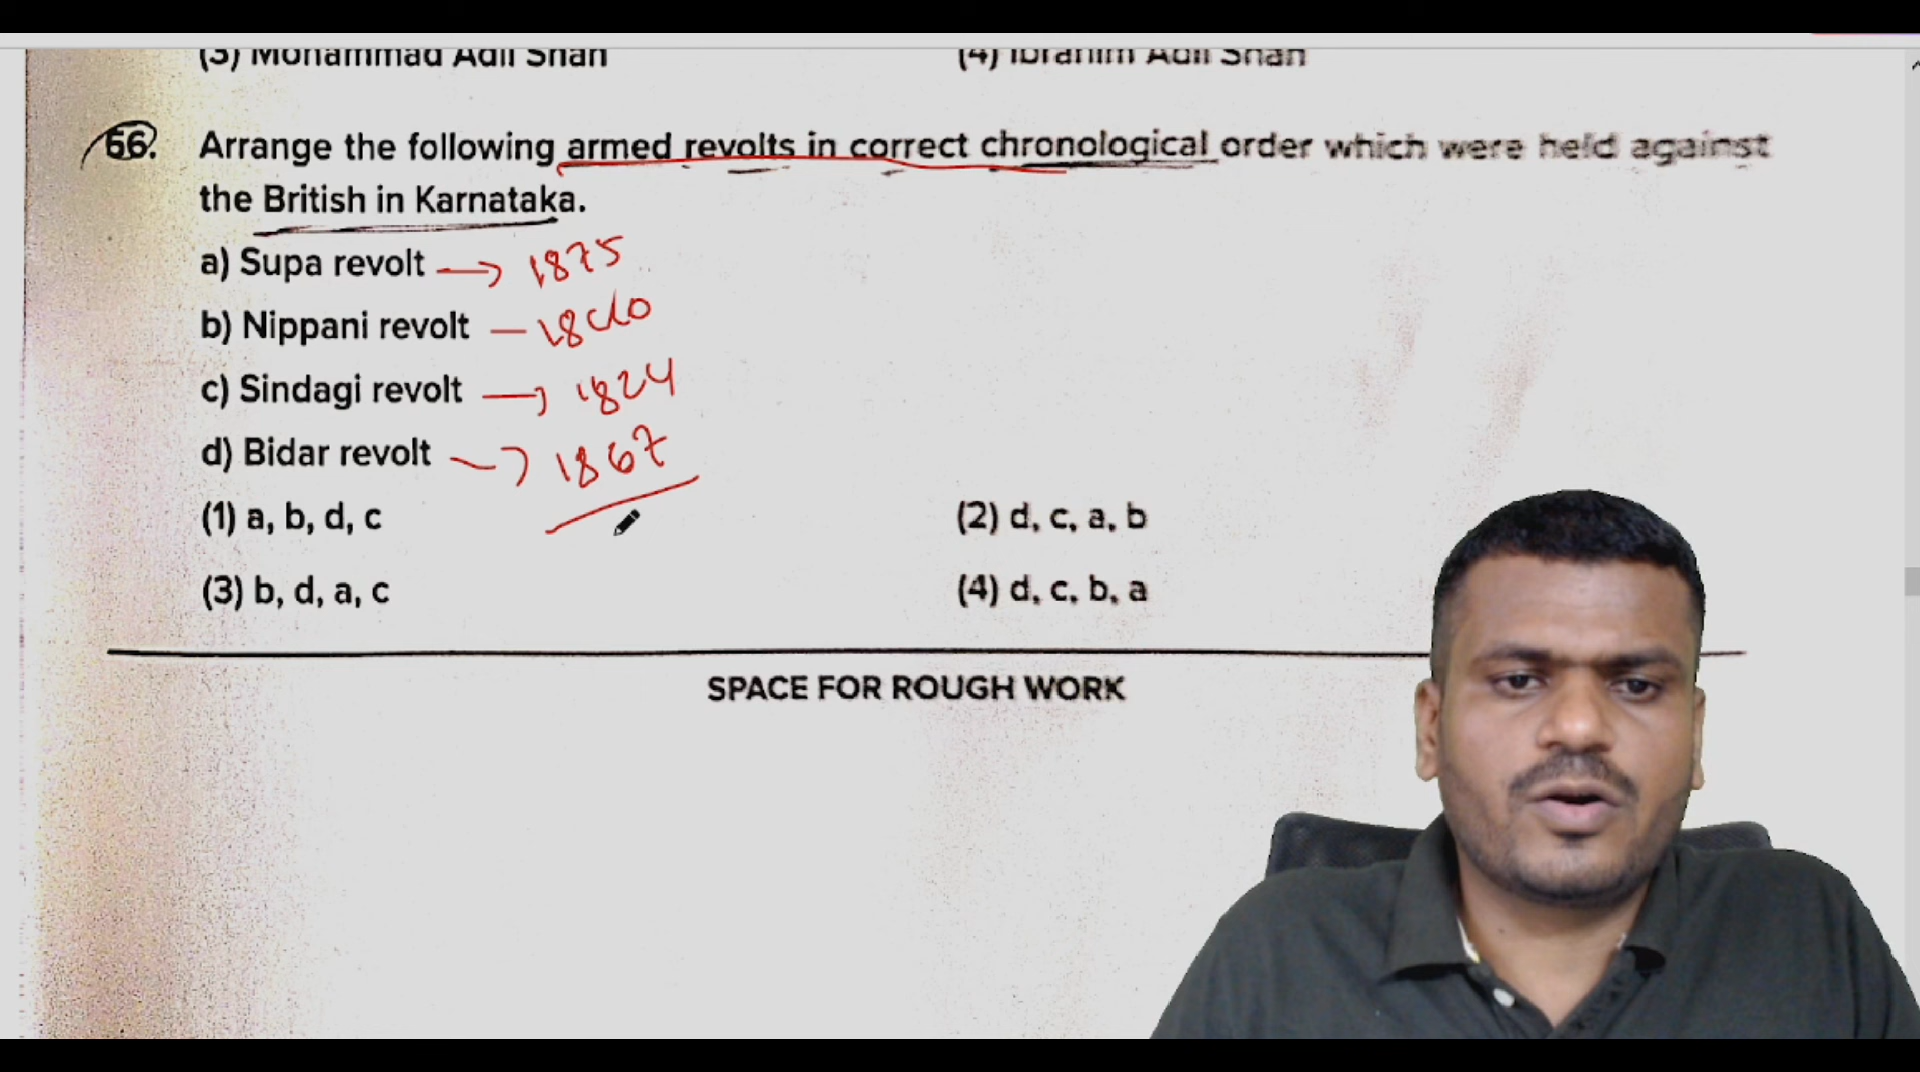 (3) Mohammad Adil Shah
(4) Ibrahim Adil Shah
56. Arrange the following armed revolts in correct chronological order which were held against
the British in Karnataka.
a) Supa revolt → 1875
b) Nippani revolt –
c) Sindagi revolt → 1824
d) Bidar revolt → 1867
(1) a, b, d, c
(2) d, c, a, b
(3) b, d, a, c
(4) d, c, b, a
SPACE FOR ROUGH WORK